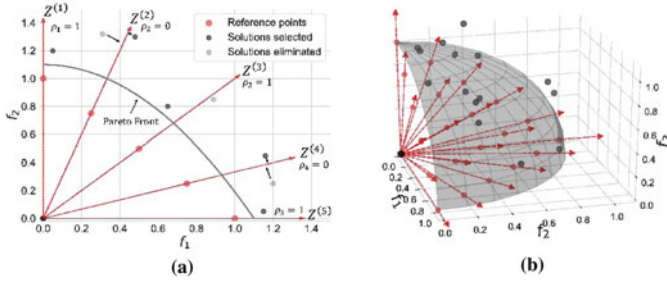 Z(1)
ρ1 = 1
Z(2)
ρ2 = 0
Reference points
Solutions selected
Solutions eliminated
Z(3)
ρ3 = 1
Pareto Front
Z(4)
ρ4 = 0
ρ5 = 1
Z(5)
1.4
1.2
1.0
0.8
0.6
0.4
0.2
0.0
f2
0.0 0.2 0.4 0.6 0.8 1.0 1.2 1.4
f1
(a)
1.0
0.8
0.6
0.4
0.2
0.0
f3
0.0
0.2
0.4
0.6
0.8
1.0
f1
0.0 0.2 0.4 0.6 0.8 1.0
f2
(b)